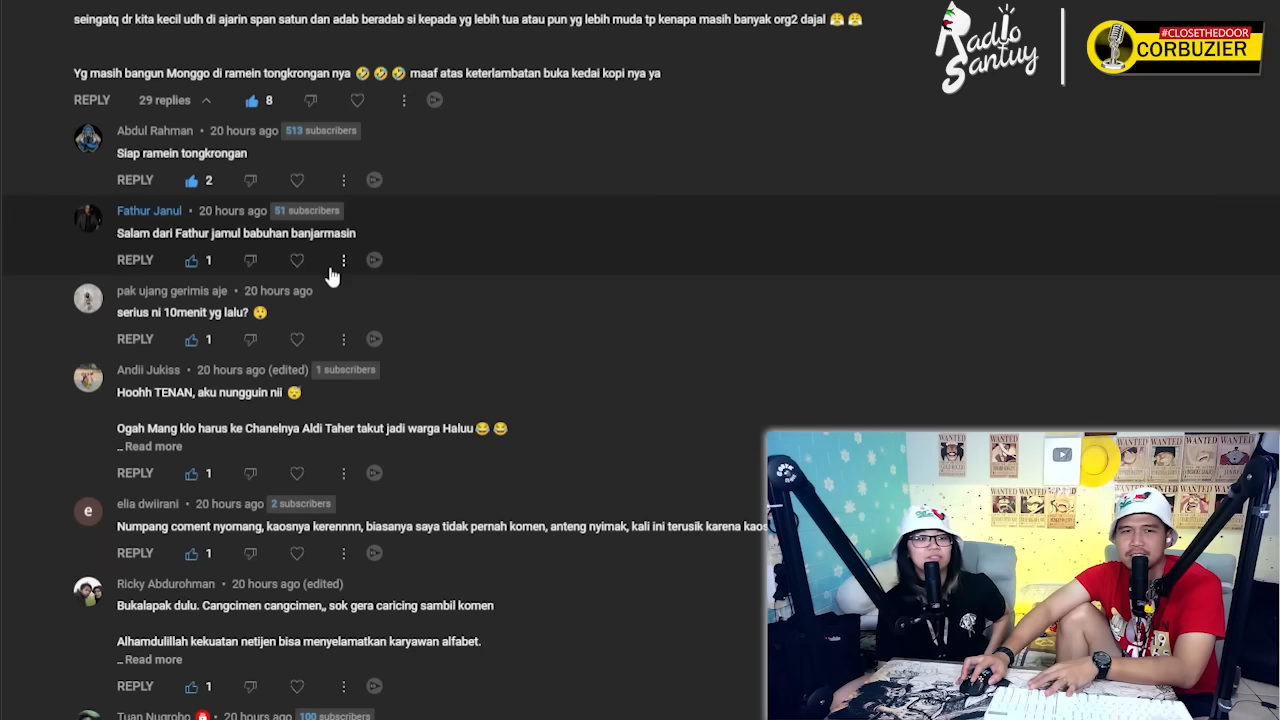 seingatq dr kita kecil udh di ajarin span satun dan adab beradab si kepada yg lebih tua atau pun yg lebih muda tp kenapa masih banyak org2 dajal 😤 😤
Yg masih bangun Monggo di ramein tongkrongan nya 🤣 🤣 🤣 maaf atas keterlambatan buka kedai kopi nya ya
REPLY 29 replies 8
Abdul Rahman • 20 hours ago 513 subscribers
Siap ramein tongkrongan
REPLY 2
Fathur Janul • 20 hours ago 51 subscribers
Salam dari Fathur jamul babuhan banjarmasin
REPLY 1
pak ujang gerimis aje • 20 hours ago
serius ni 10menit yg lalu? 😲
REPLY 1
Andii Jukiss • 20 hours ago (edited) 1 subscribers
Hoohh TENAN, aku nungguin nii 😴
Ogah Mang klo harus ke Chanelnya Aldi Taher takut jadi warga Haluu😂 😂
... Read more
REPLY 1
e
elia dwiirani • 20 hours ago 2 subscribers
Numpang coment nyomang, kaosnya kerennnn, biasanya saya tidak pernah komen, anteng nyimak, kali ini terusik karena kaos
REPLY 1
Ricky Abdurohman • 20 hours ago (edited)
Bukalapak dulu. Cangcimen cangcimen,, sok gera caricing sambil komen
Alhamdulillah kekuatan netijen bisa menyelamatkan karyawan alfabet.
... Read more
REPLY 1
Tuan Nugroho • 20 hours ago 100 subscribers
Radio
Santuy
#CLOSETHEDOOR
CORBUZIER
WANTED WANTED
WANTED WANTED WANTED